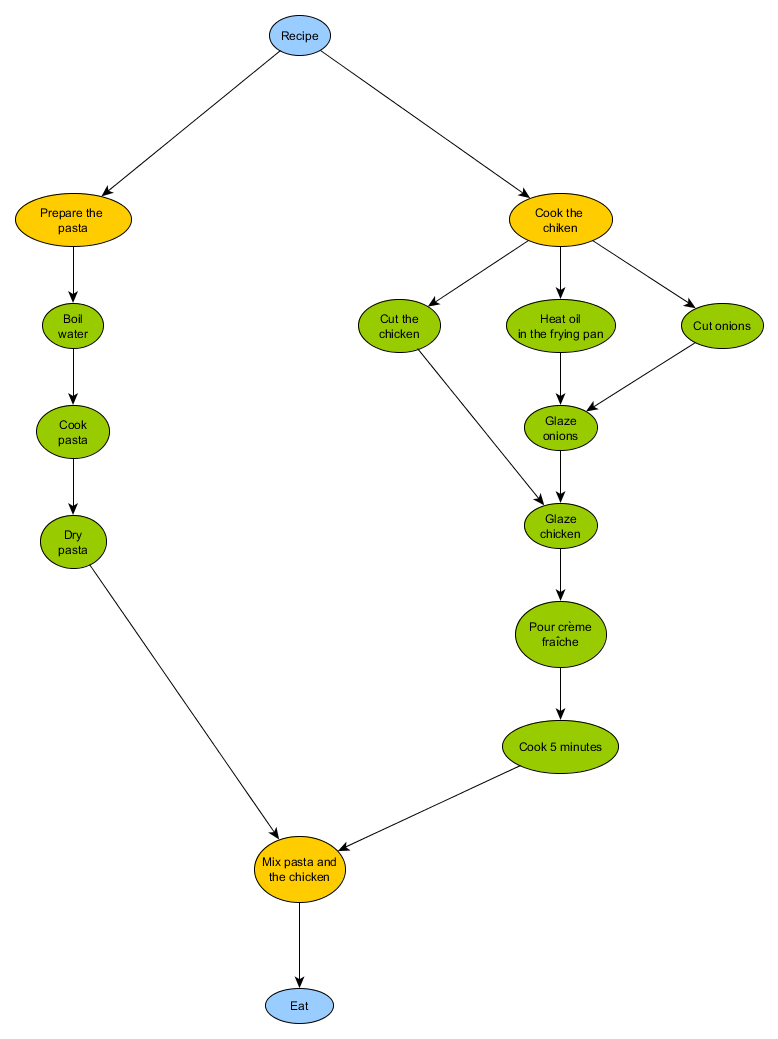 Recipe
Prepare the
pasta
Cook the
chiken
Boil
water
Cut the
chicken
Heat oil
in the frying pan
Cut onions
Cook
pasta
Glaze
onions
Dry
pasta
Glaze
chicken
Pour crème
fraîche
Cook 5 minutes
Mix pasta and
the chicken
Eat